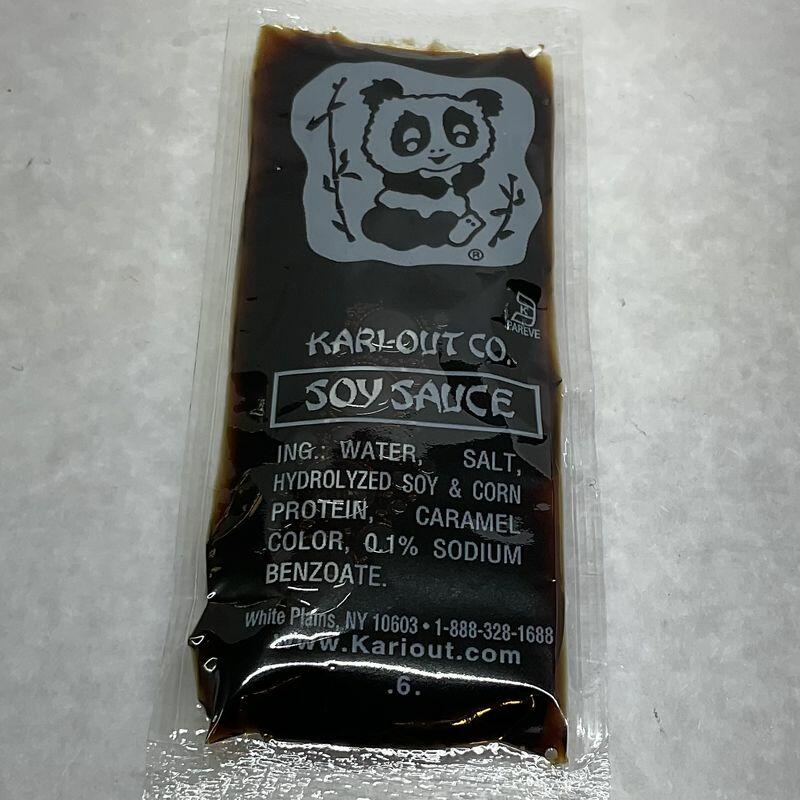 ®
K
PAREVE
KARI-OUT CO.
SOY SAUCE
ING.: WATER, SALT,
HYDROLYZED SOY & CORN
PROTEIN, CARAMEL
COLOR, 0.1% SODIUM
BENZOATE.
White Plains, NY 10603 • 1-888-328-1688
www.Kariout.com
.6.